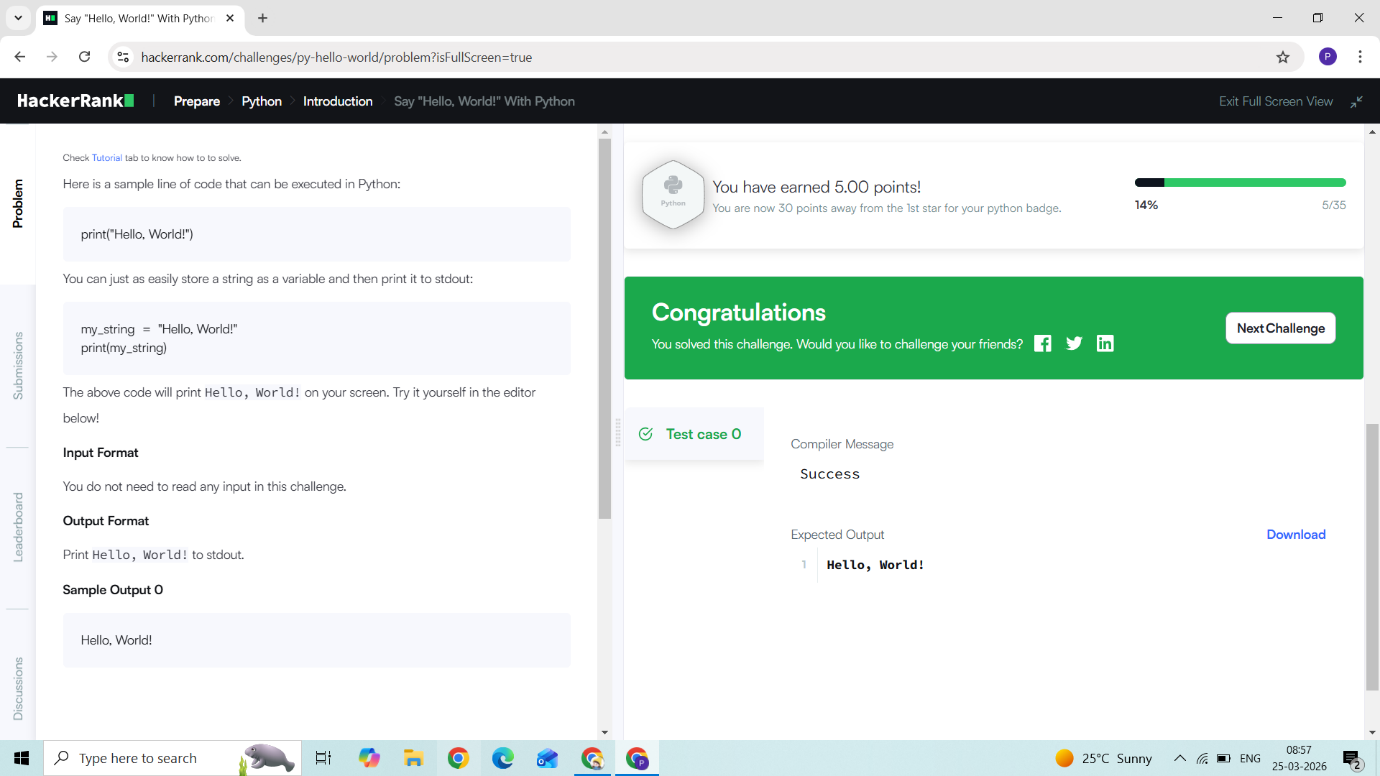 Say "Hello, World!" With Python
hackerrank.com/challenges/py-hello-world/problem?isFullScreen=true
P
HackerRank
Prepare
Python
Introduction
Say "Hello, World!" With Python
Exit Full Screen View
Problem
Submissions
Leaderboard
Discussions
Check Tutorial tab to know how to to solve.
Here is a sample line of code that can be executed in Python:
print("Hello, World!")
You can just as easily store a string as a variable and then print it to stdout:
my_string = "Hello, World!"
print(my_string)
The above code will print Hello, World! on your screen. Try it yourself in the editor
below!
Input Format
You do not need to read any input in this challenge.
Output Format
Print Hello, World! to stdout.
Sample Output 0
Hello, World!
Python
You have earned 5.00 points!
You are now 30 points away from the 1st star for your python badge.
14%
5/35
Congratulations
You solved this challenge. Would you like to challenge your friends?
Next Challenge
Test case 0
Compiler Message
Success
Expected Output
Download
1
Hello, World!
Type here to search
25°C Sunny
ENG
08:57
25-03-2026
2